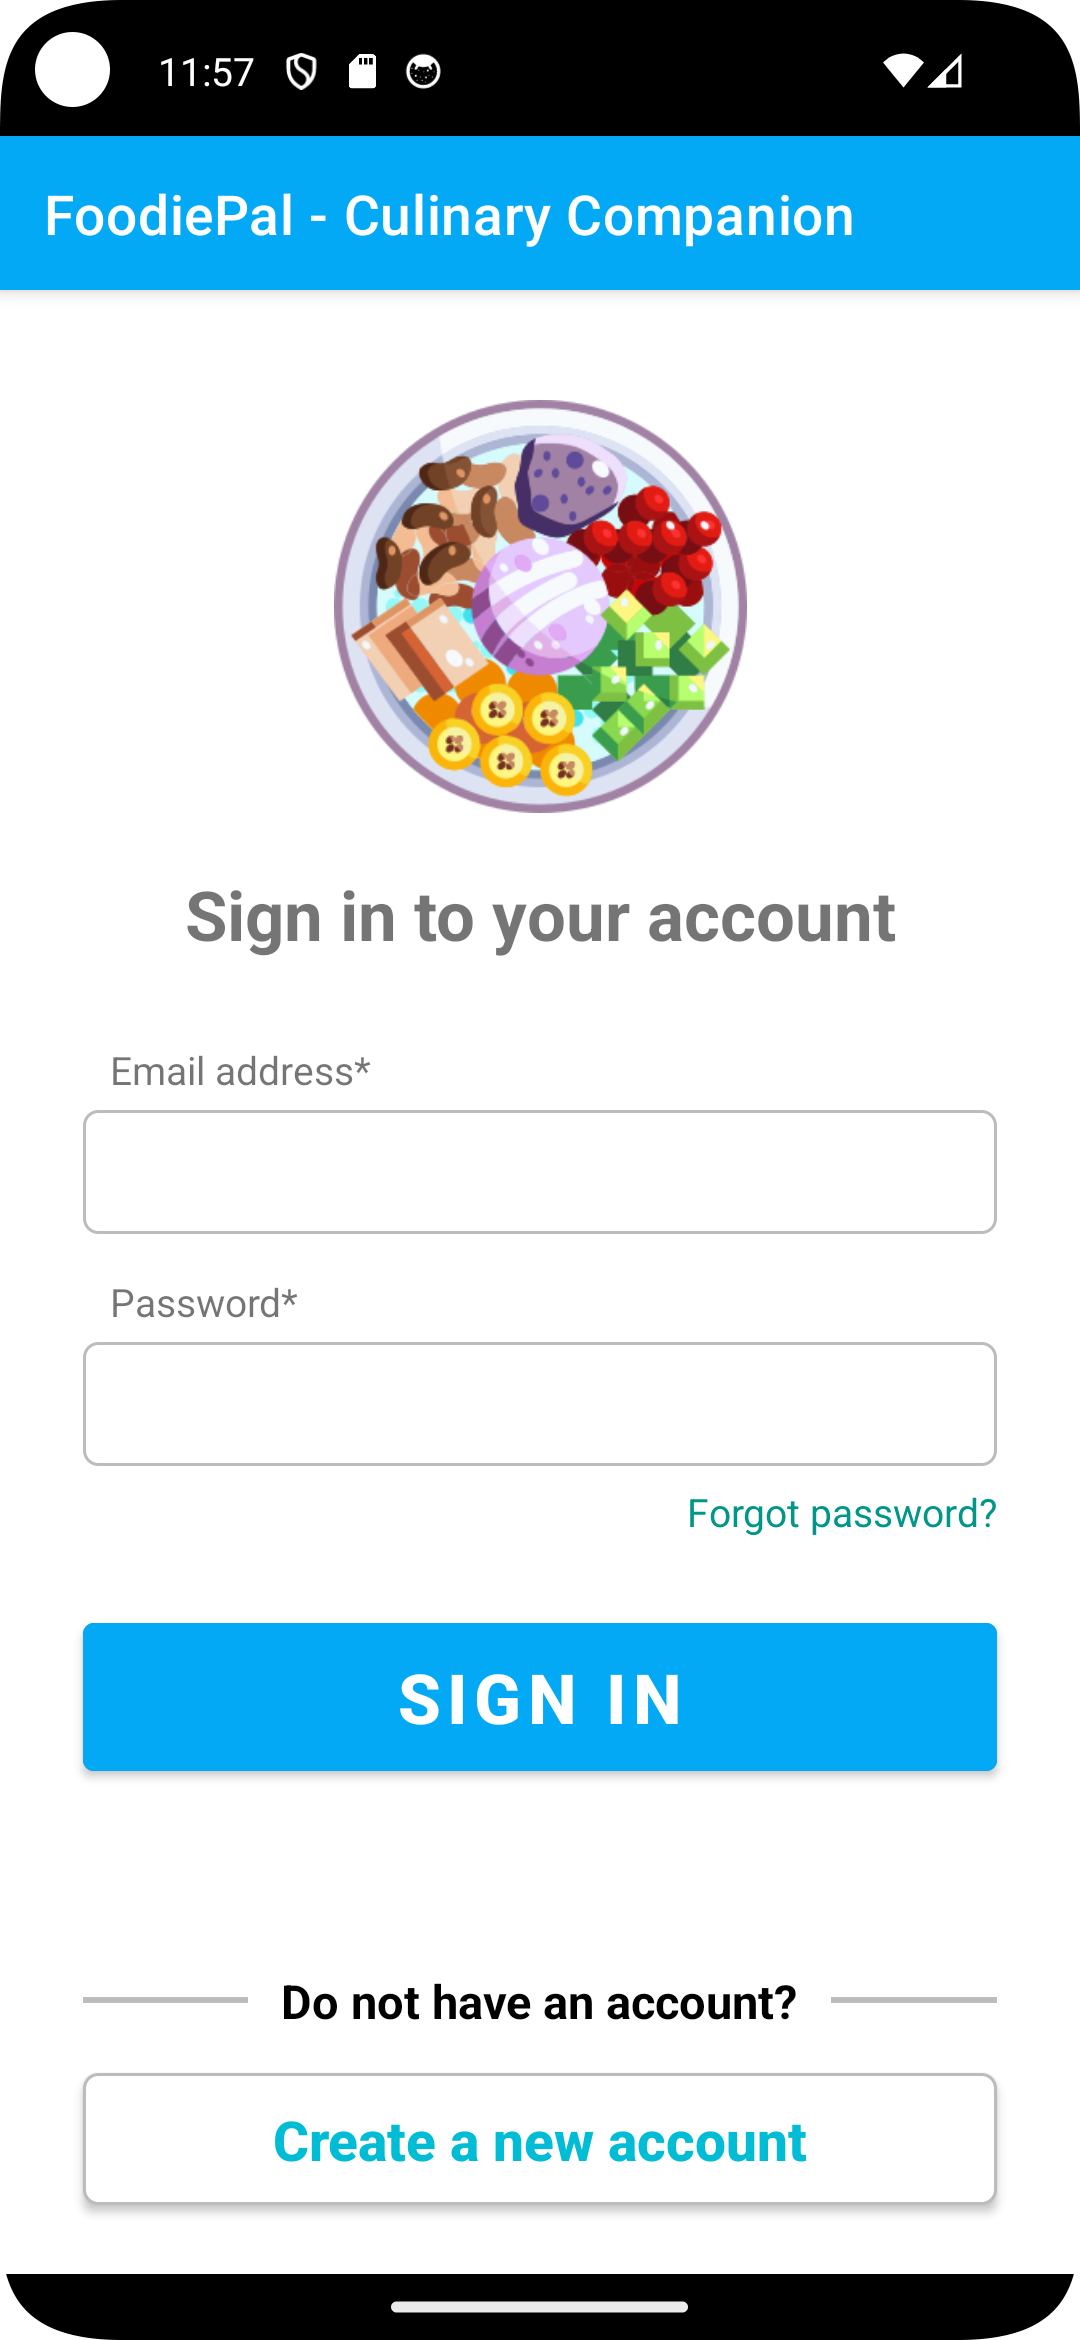 11:57
FoodiePal - Culinary Companion
Sign in to your account
Email address*
Password*
Forgot password?
SIGN IN
Do not have an account?
Create a new account